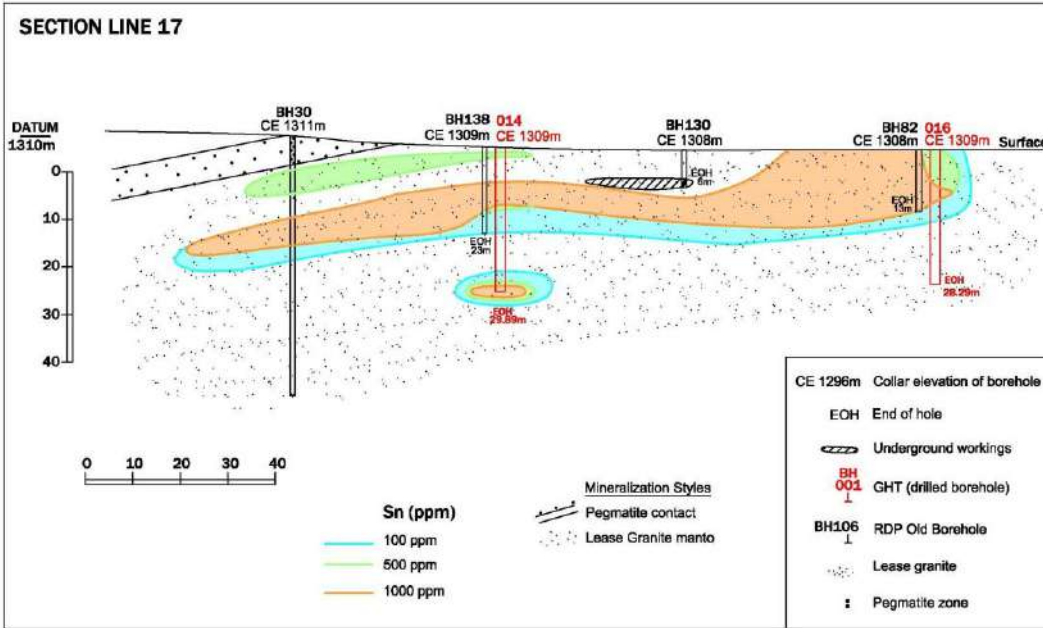 SECTION LINE 17
BH30
CE 1311m
BH138 014
CE 1309m CE 1309m
BH130
CE 1308m
BH82 016
CE 1308m CE 1309m
DATUM
1310m
Surface
0
10
20
30
40
EOH
6m
EOH
13m
EOH
23m
EOH
28.29m
EOH
29.89m
0 10 20 30 40
Sn (ppm)
100 ppm
500 ppm
1000 ppm
Mineralization Styles
Pegmatite contact
Lease Granite manto
CE 1296m Collar elevation of borehole
EOH End of hole
Underground workings
BH
001 GHT (drilled borehole)
BH106 RDP Old Borehole
Lease granite
Pegmatite zone